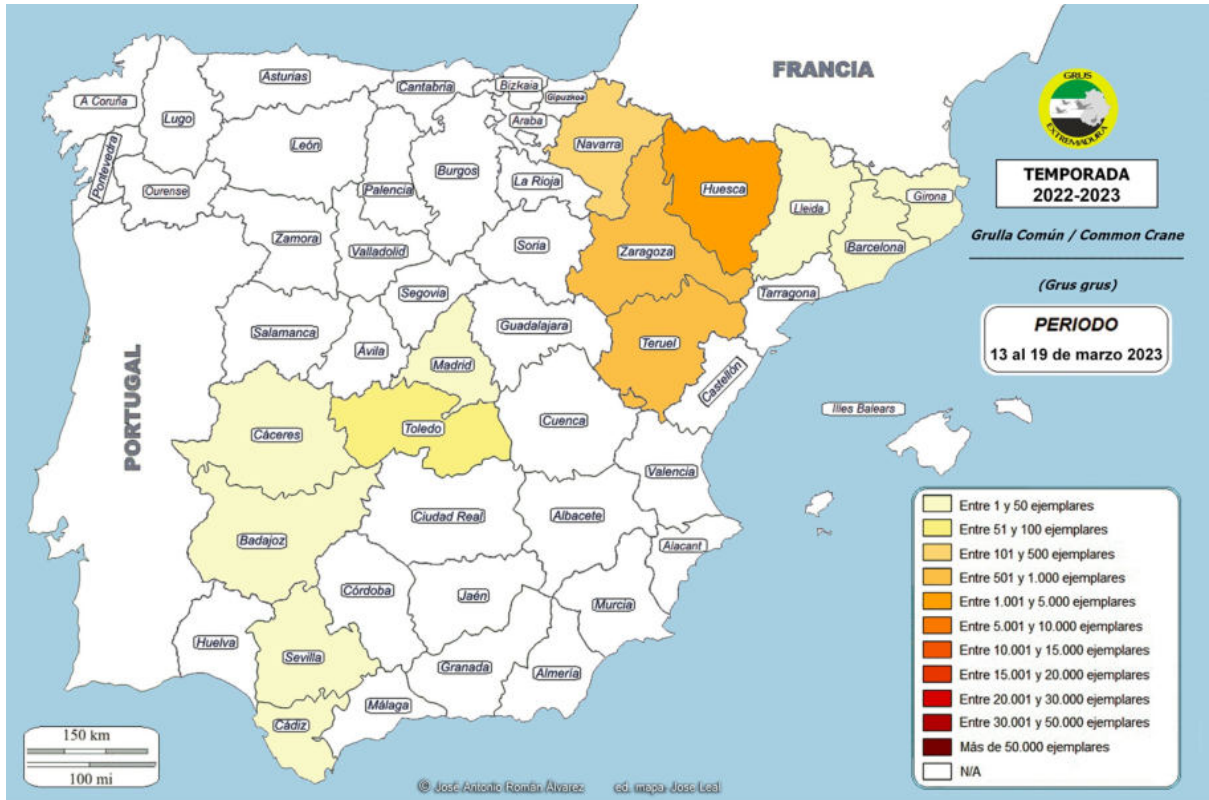 FRANCIA
GRUS
EXTREMADURA
TEMPORADA
2022-2023
Grulla Común / Common Crane
(Grus grus)
PERIODO
13 al 19 de marzo 2023
A Coruña
Lugo
Asturias
Cantabria
Bizkaia
Gipuzkoa
Araba
Navarra
Pontevedra
Ourense
León
Palencia
Burgos
La Rioja
Huesca
Lleida
Girona
Barcelona
Zamora
Valladolid
Soria
Zaragoza
Segovia
Tarragona
Salamanca
Ávila
Guadalajara
Madrid
Teruel
Castellón
PORTUGAL
Illes Balears
Cáceres
Toledo
Cuenca
Valencia
Badajoz
Ciudad Real
Albacete
Alacant
Córdoba
Jaén
Murcia
Huelva
Sevilla
Granada
Almería
Málaga
Cádiz
Entre 1 y 50 ejemplares
Entre 51 y 100 ejemplares
Entre 101 y 500 ejemplares
Entre 501 y 1.000 ejemplares
Entre 1.001 y 5.000 ejemplares
Entre 5.001 y 10.000 ejemplares
Entre 10.001 y 15.000 ejemplares
Entre 15.001 y 20.000 ejemplares
Entre 20.001 y 30.000 ejemplares
Entre 30.001 y 50.000 ejemplares
Más de 50.000 ejemplares
N/A
150 km
100 mi
© José Antonio Román Álvarez ed. mapa: Jose Leal